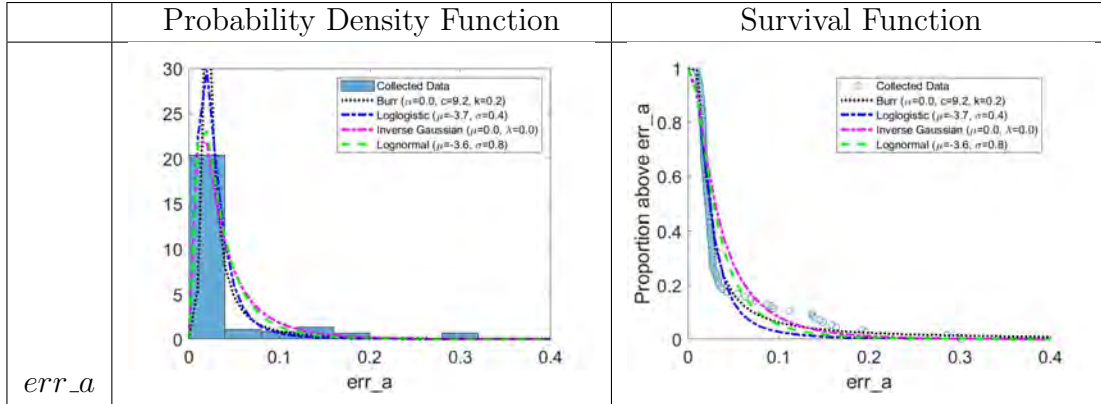 Probability Density Function
Survival Function
30
25
20
15
10
5
0
0
0.1
0.2
0.3
0.4
err_a
Collected Data
Burr (α=0.0, c=9.2, k=0.2)
Loglogistic (μ=-3.7, σ=0.4)
Inverse Gaussian (μ=0.0, λ=0.0)
Lognormal (μ=-3.6, σ=0.8)
Proportion above err_a
1
0.8
0.6
0.4
0.2
0
0
0.1
0.2
0.3
0.4
err_a
Collected Data
Burr (α=0.0, c=9.2, k=0.2)
Loglogistic (μ=-3.7, σ=0.4)
Inverse Gaussian (μ=0.0, λ=0.0)
Lognormal (μ=-3.6, σ=0.8)
err_a